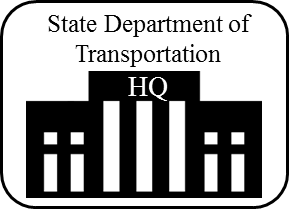 State Department of
Transportation
HQ